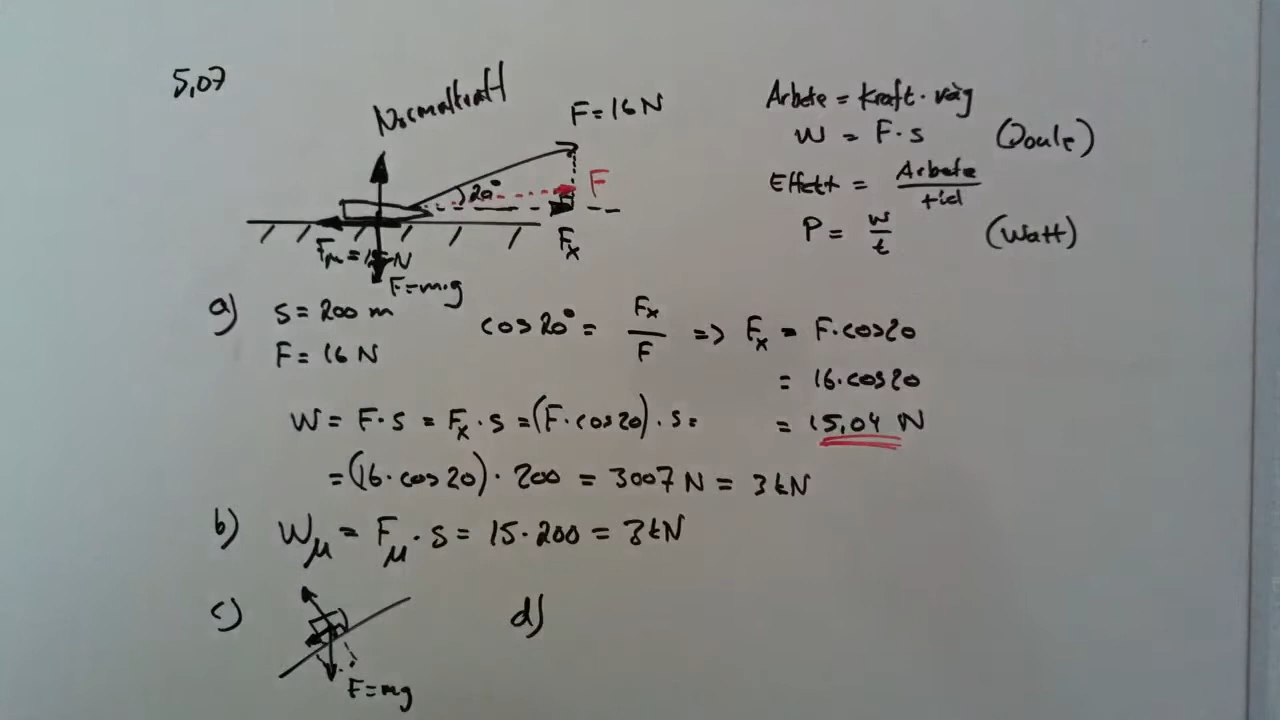 5,07
Normalkraft
F = 16 N
20°
F
Fx
Fμ = 15 N
F = m·g
Arbete = kraft · väg
W = F · s (Joule)
Effekt = Arbete / tid
P = W / t (Watt)
a) s = 200 m
F = 16 N
cos 20° = Fx / F => Fx = F · cos 20
= 16 · cos 20
= 15,04 N
W = F · s = Fx · s = (F · cos 20) · s =
= (16 · cos 20) · 200 = 3007 N = 3 kN
b) Wμ = Fμ · s = 15 · 200 = 3 kN
c)
F = mg
d)